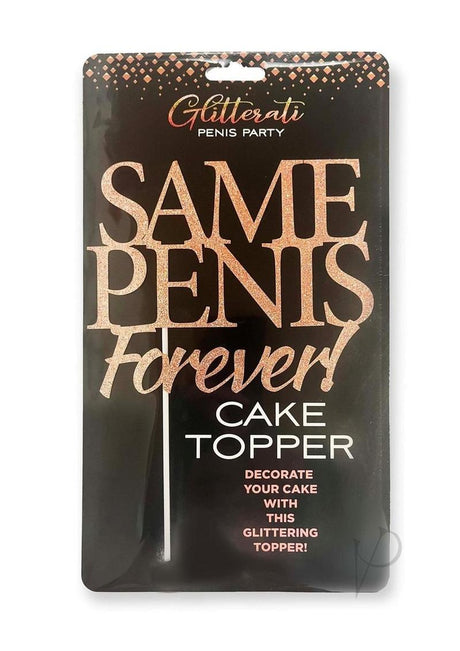 Glitterati
PENIS PARTY
SAME
PENIS
Forever!
CAKE
TOPPER
DECORATE
YOUR CAKE
WITH
THIS
GLITTERING
TOPPER!